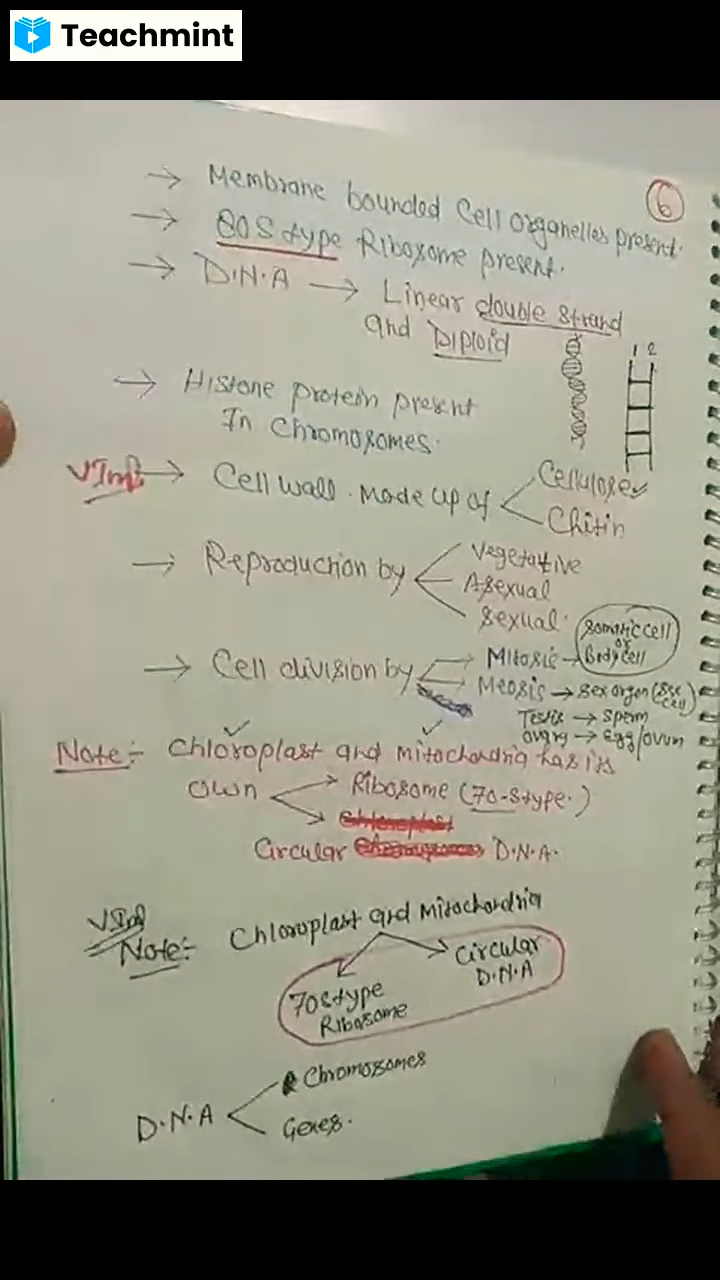 Teachmint
6
→ Membrane bounded Cell organelles present.
→ 80S type Ribosome present.
→ D.N.A → Linear double strand
and Diploid
1 2
→ Histone protein present
In chromosomes.
VImp → Cell wall. Made up of
Cellulose ✓
Chitin
→ Reproduction by
Vegetative
Asexual
Sexual.
→ Cell division by
Mitosis → Somatic cell
or
Body cell
Meosis → Sex organ (Sex
cell)
Testis → Sperm
Ovary → Egg/Ovum
Note:- Chloroplast and mitochondria has its
Own
Ribosome (70-S type.)
Circular D.N.A.
VImp
Note:- Chloroplast and Mitochondria
70S type
Ribosome
Circular
D.N.A
D.N.A
Chromosomes
Genes.